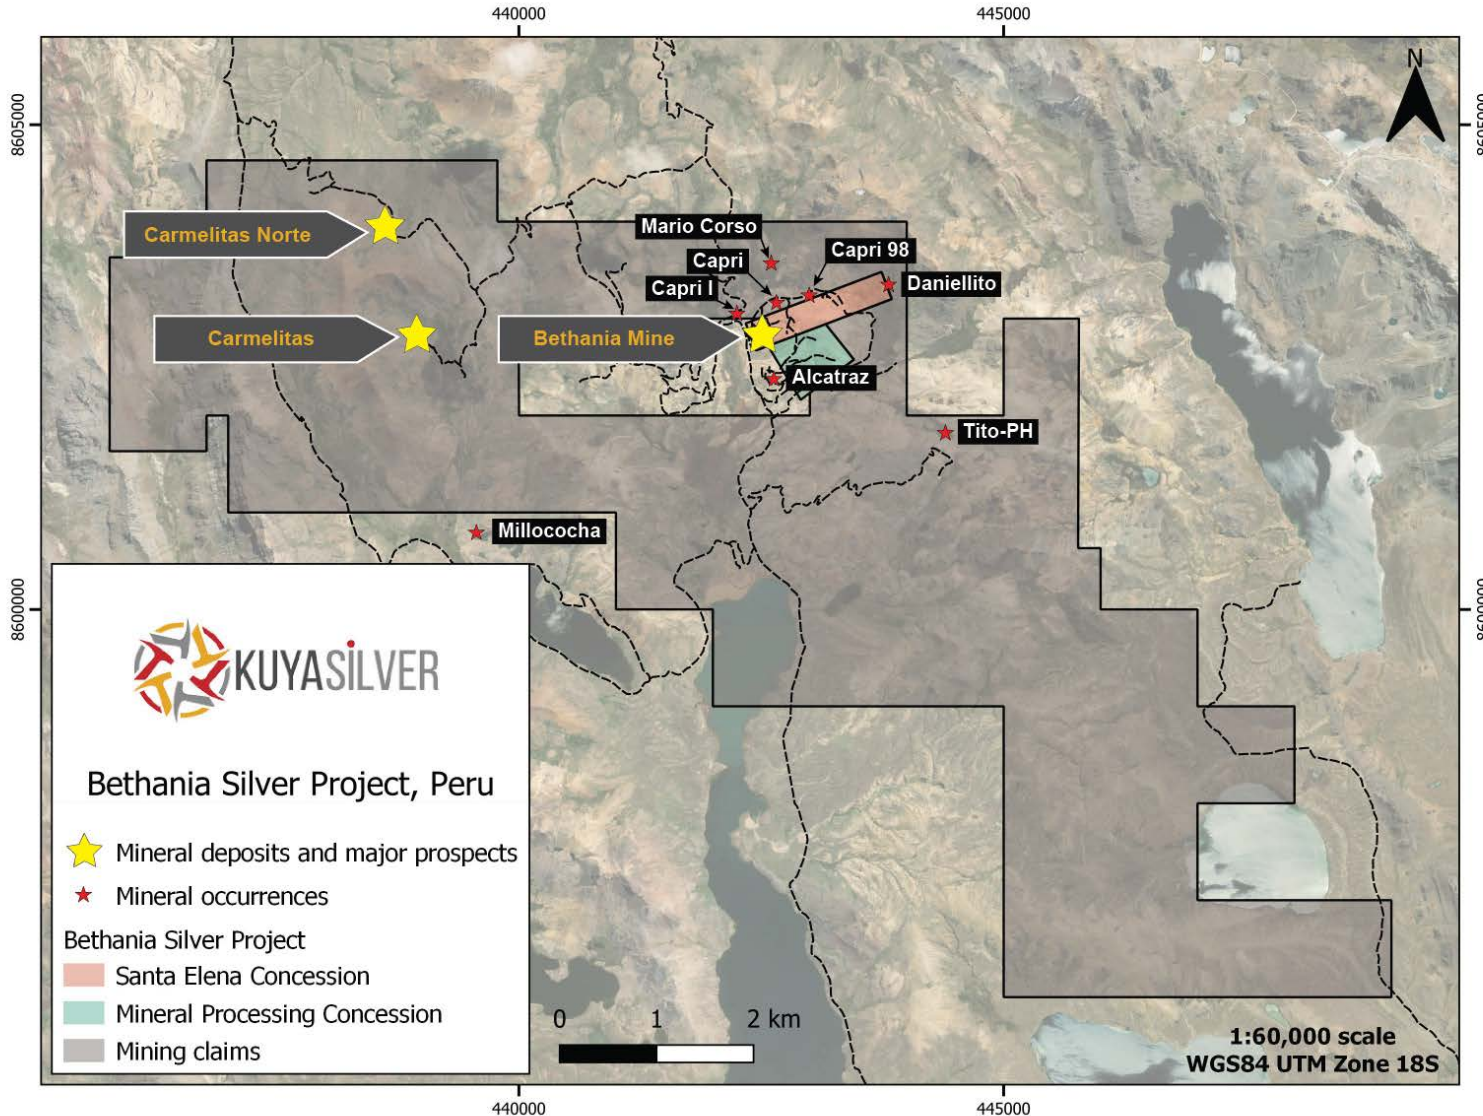 440000
445000
N
8605000
8605000
Carmelitas Norte
Mario Corso
Capri
Capri 98
Capri I
Daniellito
Carmelitas
Bethania Mine
Alcatraz
Tito-PH
Millococha
8600000
8600000
KUYASILVER
Bethania Silver Project, Peru
Mineral deposits and major prospects
Mineral occurrences
Bethania Silver Project
Santa Elena Concession
Mineral Processing Concession
Mining claims
0 1 2 km
1:60,000 scale
WGS84 UTM Zone 18S
440000
445000